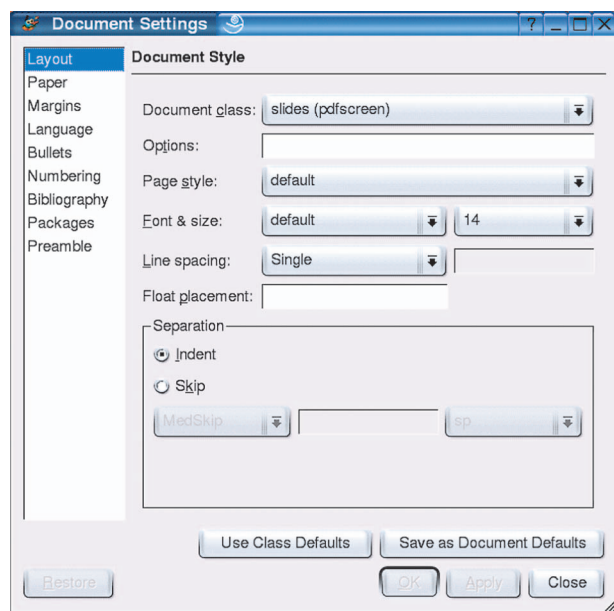 Document Settings
Layout
Paper
Margins
Language
Bullets
Numbering
Bibliography
Packages
Preamble
Document Style
Document class: slides (pdfscreen)
Options:
Page style: default
Font & size: default 14
Line spacing: Single
Float placement:
Separation
Indent
Skip
MedSkip sp
Use Class Defaults Save as Document Defaults
Restore OK Apply Close